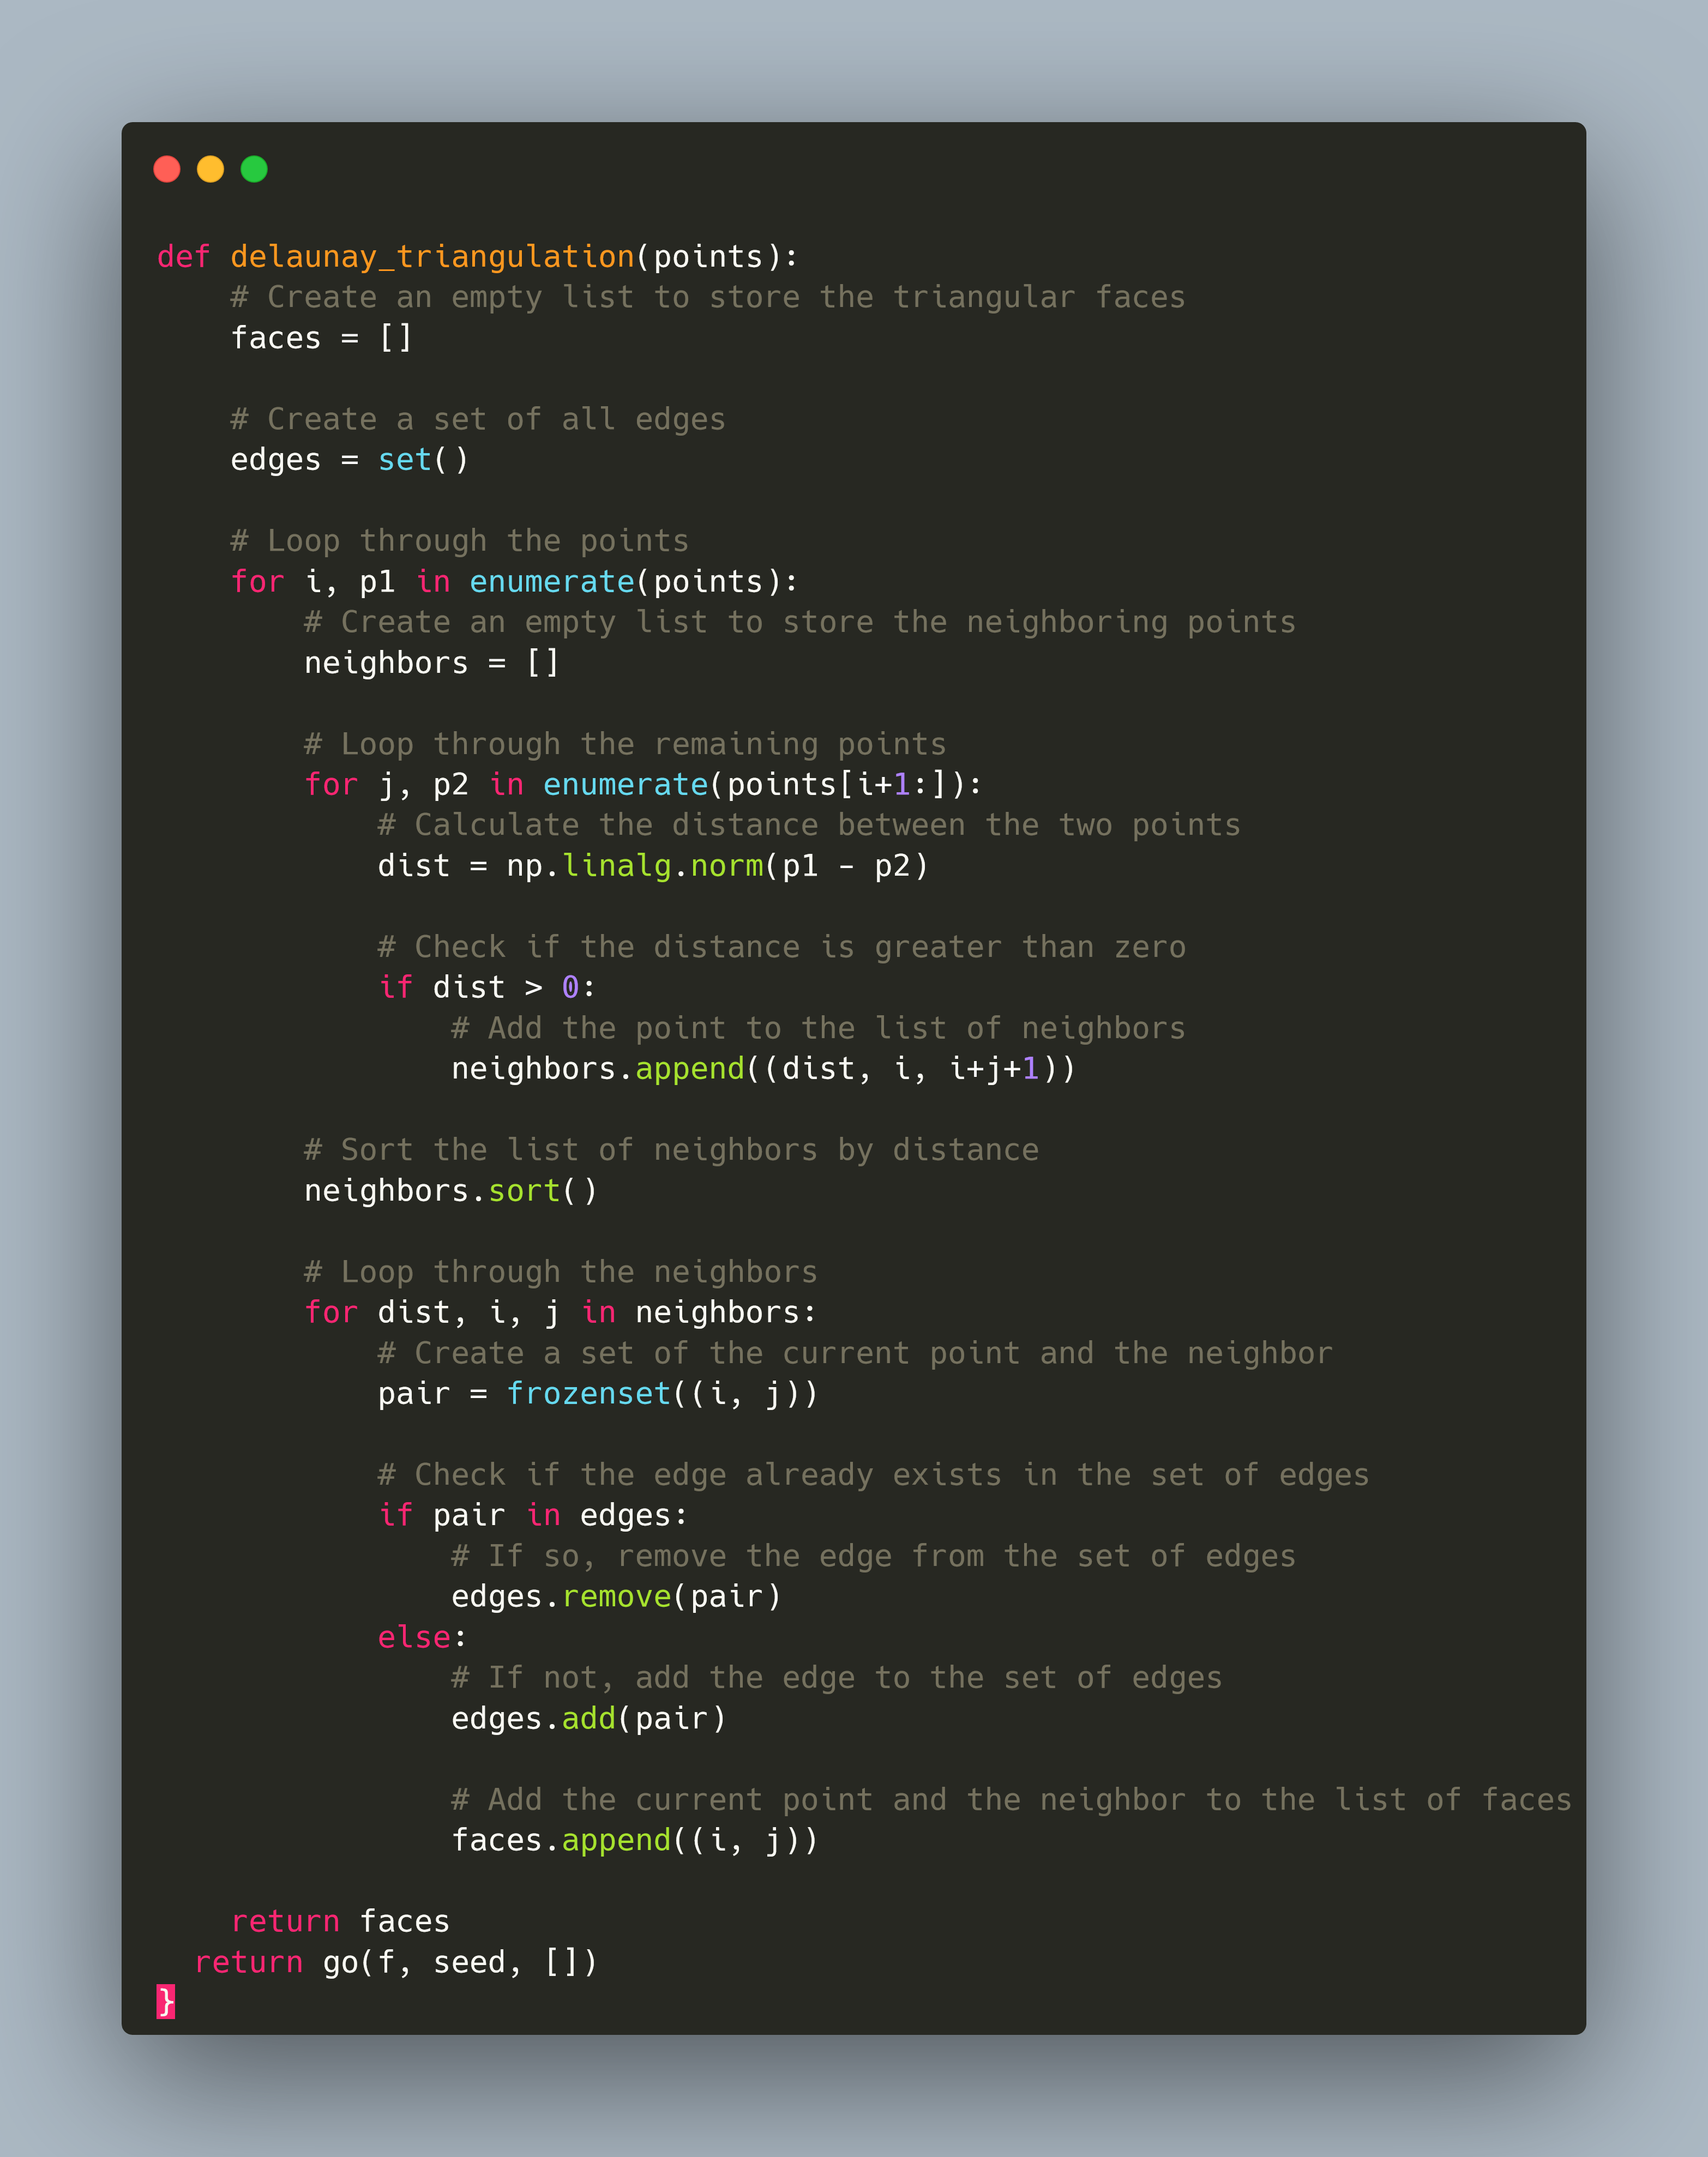 def delaunay_triangulation(points):
    # Create an empty list to store the triangular faces
    faces = []

    # Create a set of all edges
    edges = set()

    # Loop through the points
    for i, p1 in enumerate(points):
        # Create an empty list to store the neighboring points
        neighbors = []

        # Loop through the remaining points
        for j, p2 in enumerate(points[i+1:]):
            # Calculate the distance between the two points
            dist = np.linalg.norm(p1 - p2)

            # Check if the distance is greater than zero
            if dist > 0:
                # Add the point to the list of neighbors
                neighbors.append((dist, i, i+j+1))

        # Sort the list of neighbors by distance
        neighbors.sort()

        # Loop through the neighbors
        for dist, i, j in neighbors:
            # Create a set of the current point and the neighbor
            pair = frozenset((i, j))

            # Check if the edge already exists in the set of edges
            if pair in edges:
                # If so, remove the edge from the set of edges
                edges.remove(pair)
            else:
                # If not, add the edge to the set of edges
                edges.add(pair)

                # Add the current point and the neighbor to the list of faces
                faces.append((i, j))

    return faces
  return go(f, seed, [])
}